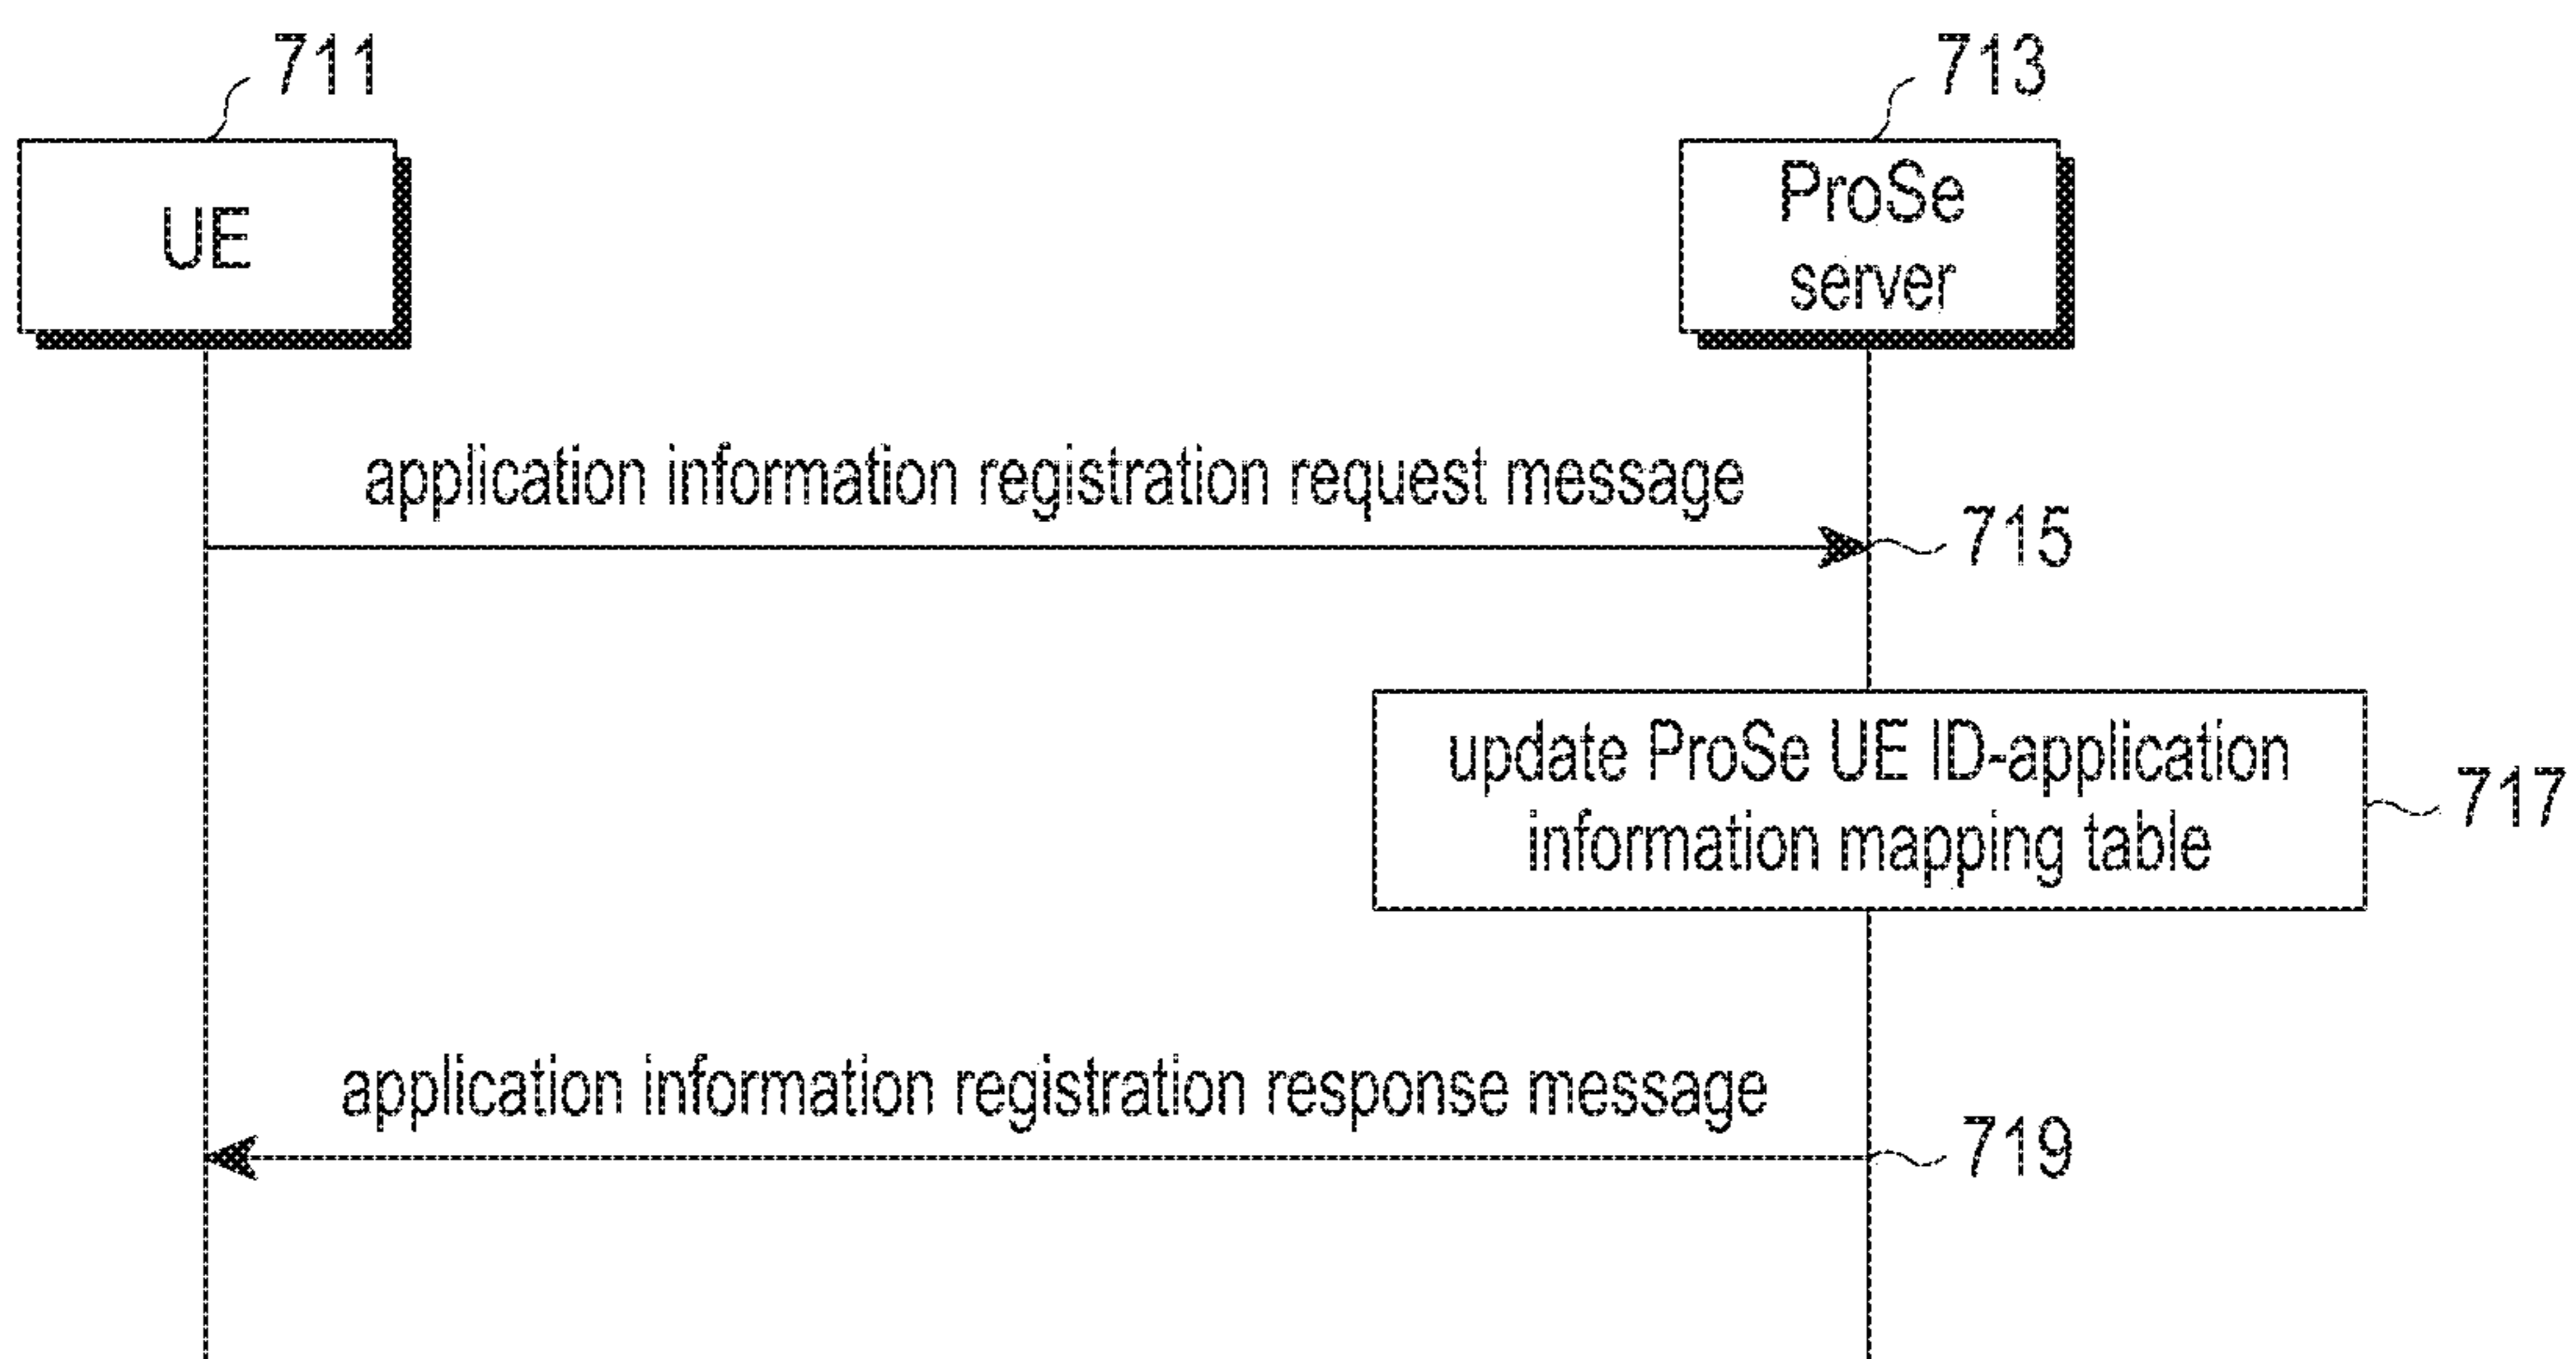 711
713
UE
ProSe
server
application information registration request message
715
update ProSe UE ID-application
information mapping table
717
application information registration response message
719